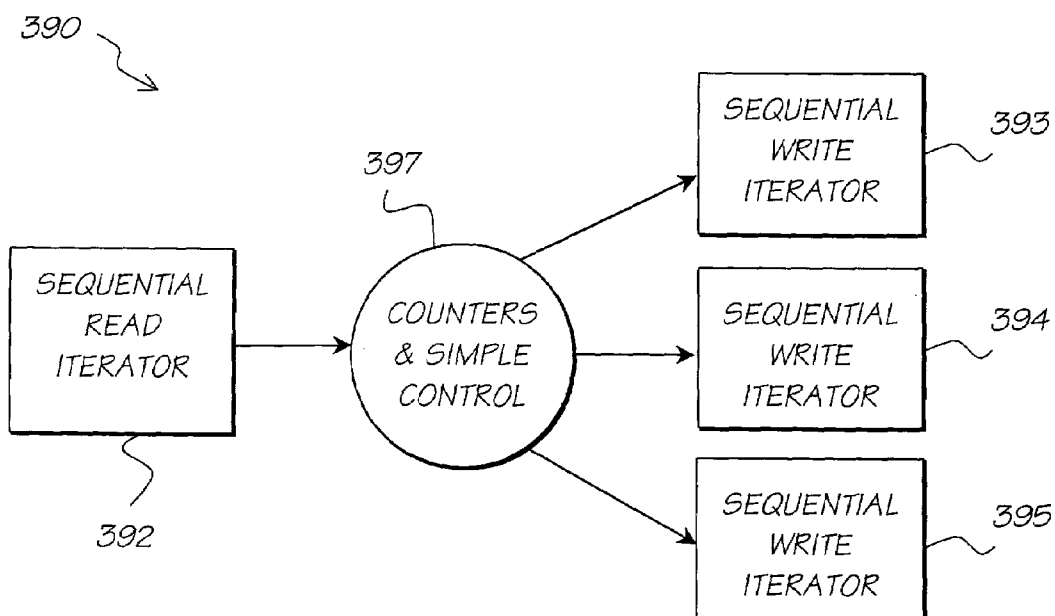 390
SEQUENTIAL
WRITE
ITERATOR
393
397
SEQUENTIAL
READ
ITERATOR
392
COUNTERS
& SIMPLE
CONTROL
SEQUENTIAL
WRITE
ITERATOR
394
SEQUENTIAL
WRITE
ITERATOR
395